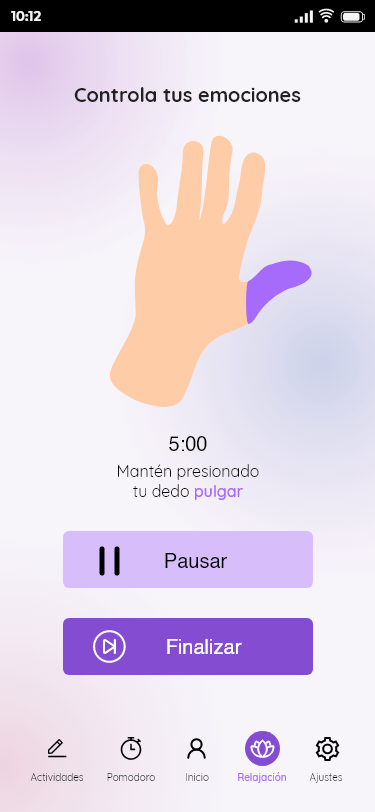 10:12
Controla tus emociones
5:00
Mantén presionado
tu dedo pulgar
Pausar
Finalizar
Actividades Pomodoro Inicio Relajación Ajustes